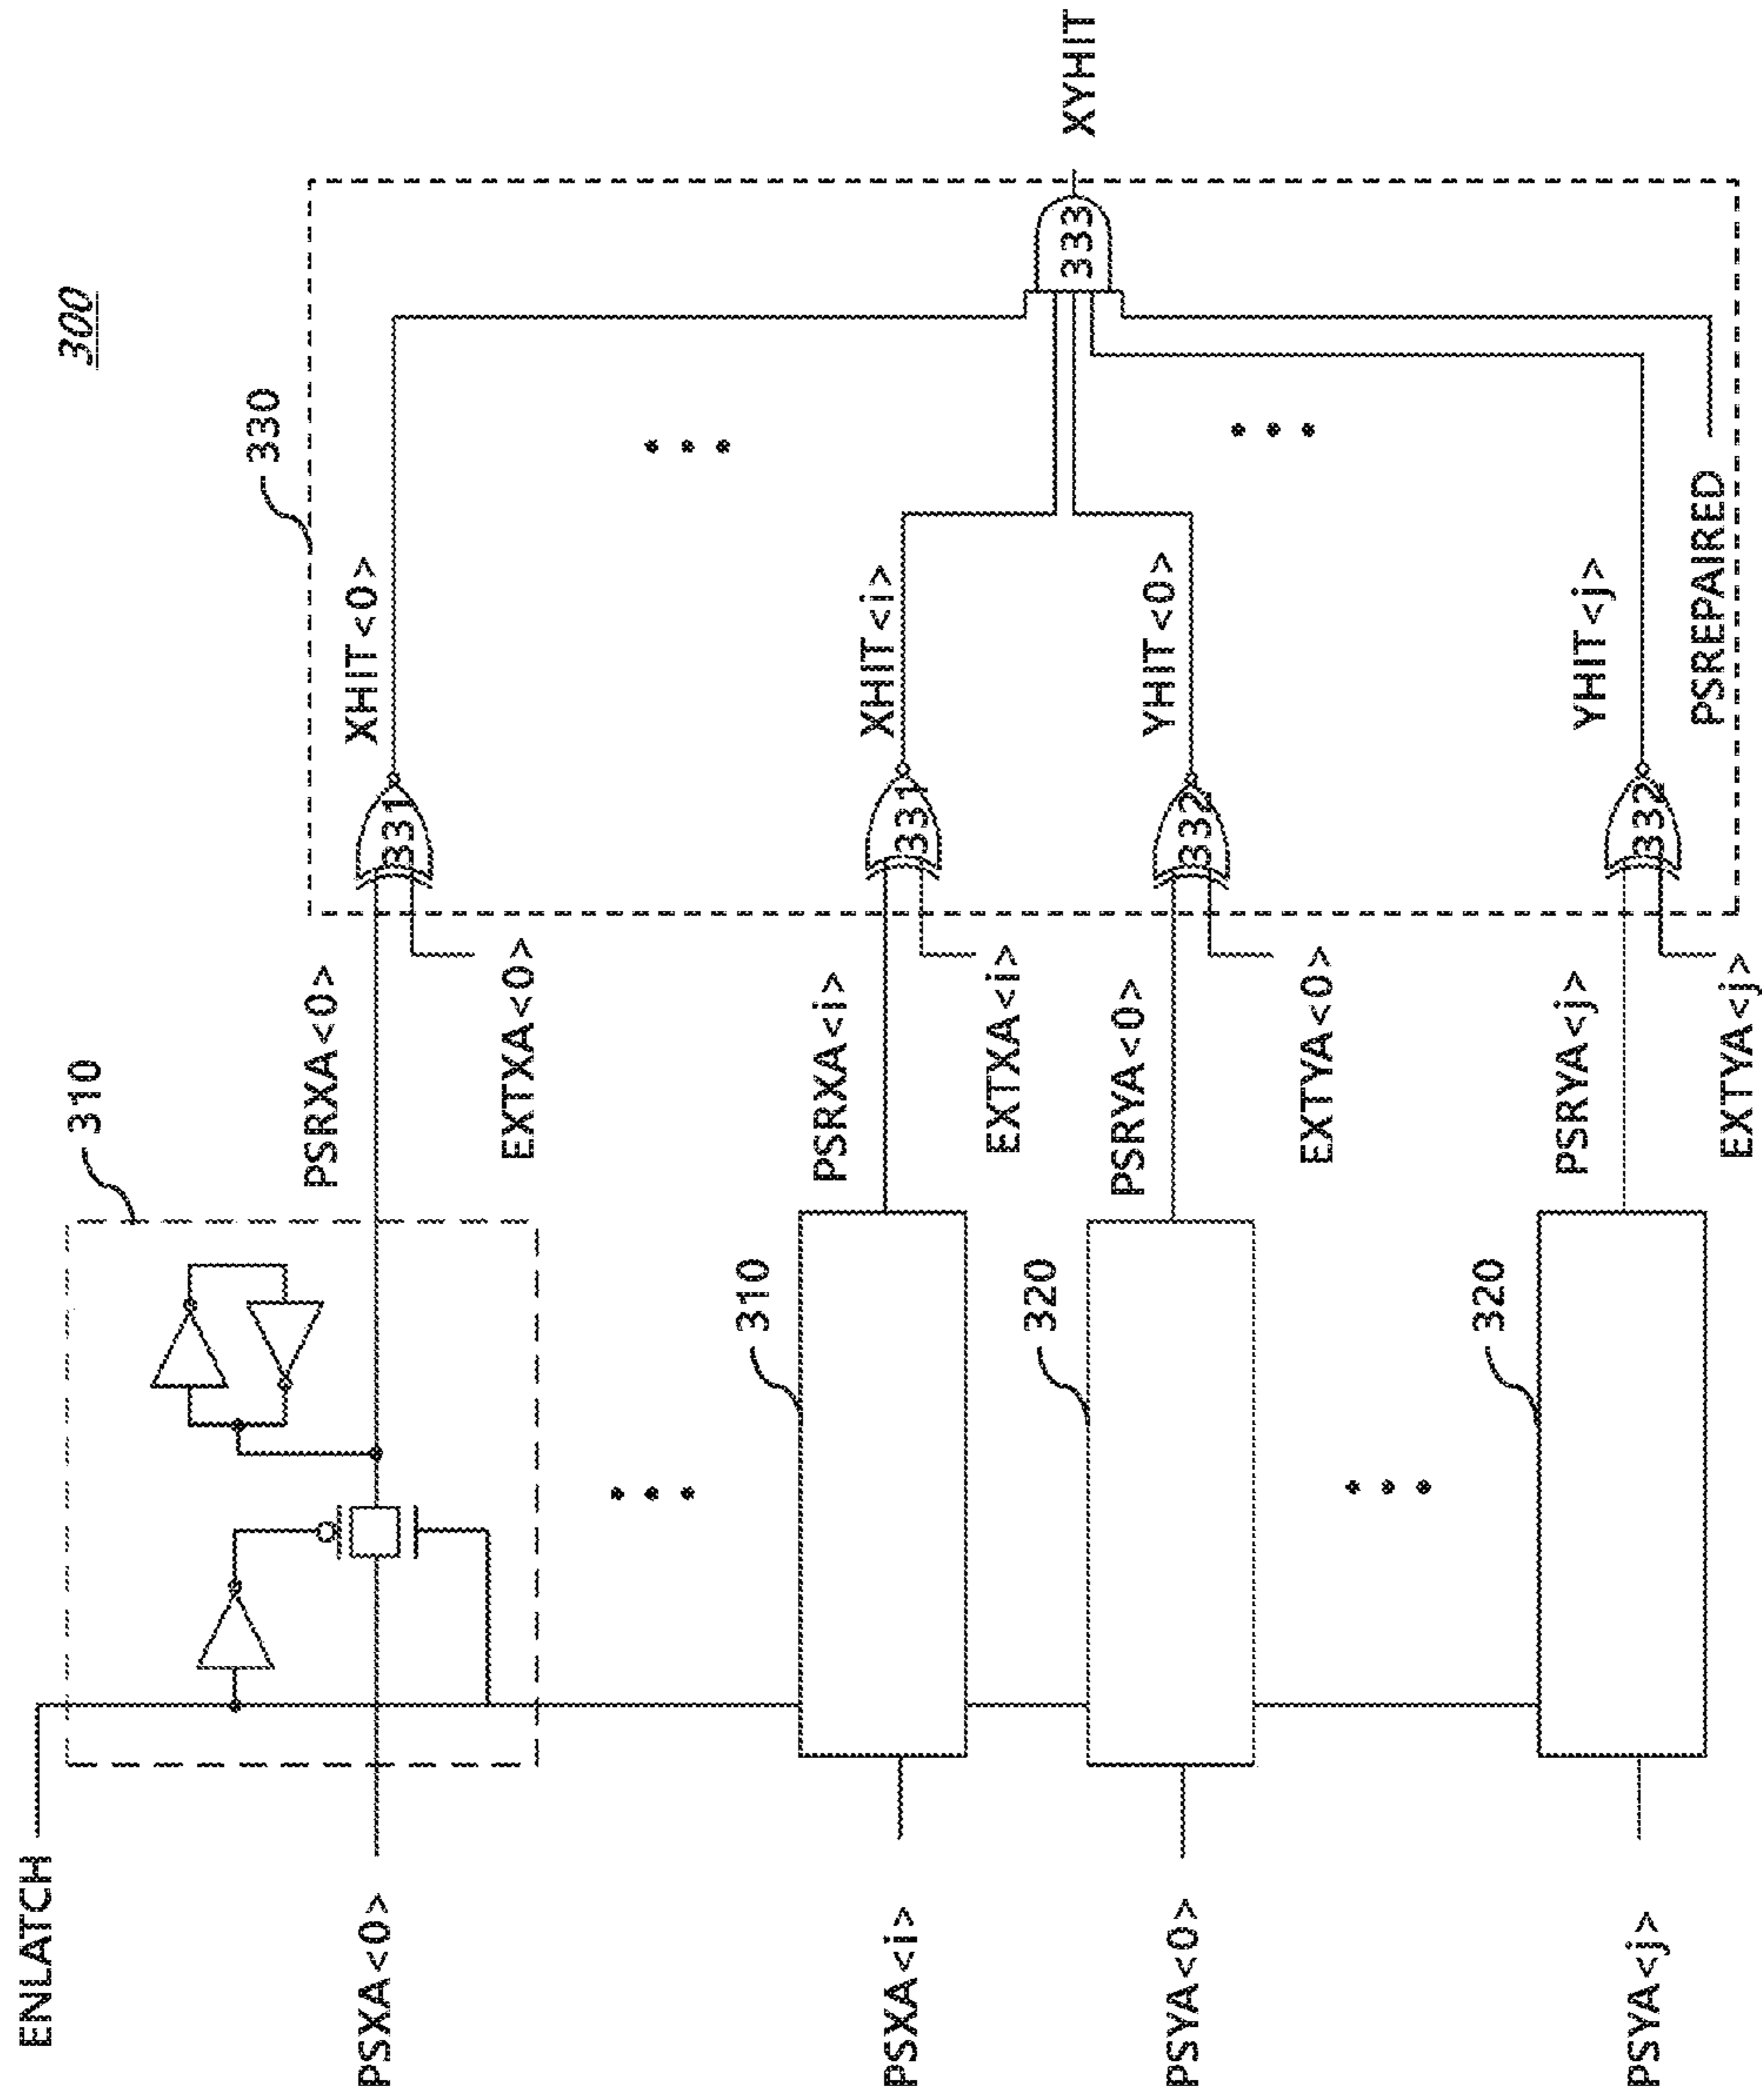 300
ENLATCH
310
330
PSXA<0>
PSRXA<0>
EXTXA<0>
331
XHIT<0>
310
PSXA<i>
PSRXA<i>
EXTXA<i>
331
XHIT<i>
333
XYHIT
320
PSYA<0>
PSRYA<0>
EXTYA<0>
332
YHIT<0>
320
PSYA<j>
PSRYA<j>
EXTYA<j>
332
YHIT<j>
PSREPAIRED